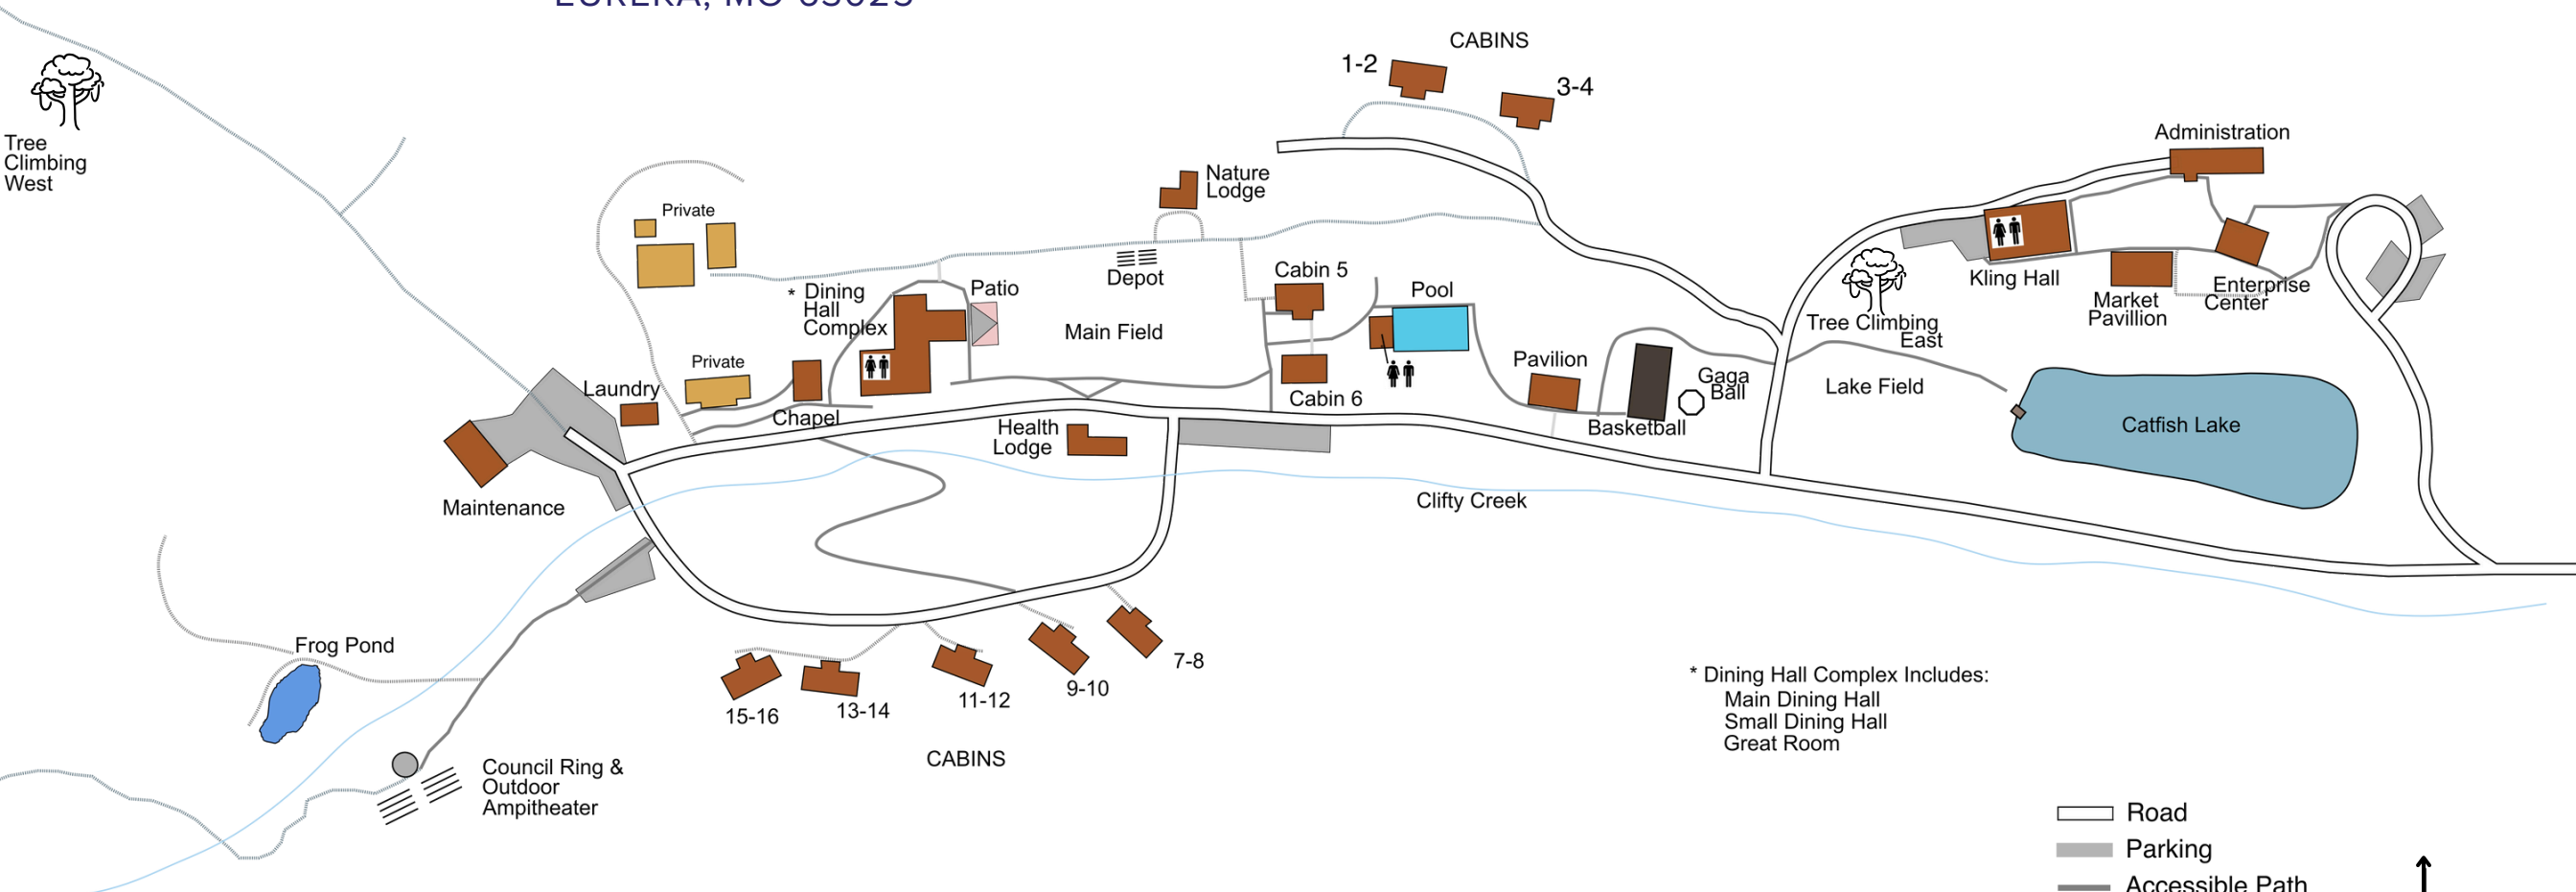 CABINS
1-2
3-4
Tree
Climbing
West
Administration
Nature
Lodge
Private
Kling Hall
Depot
Cabin 5
Pool
Patio
* Dining
Hall
Complex
Main Field
Enterprise
Center
Market
Pavillion
Tree Climbing
East
Private
Laundry
Pavilion
Gaga
Ball
Lake Field
Cabin 6
Chapel
Health
Lodge
Basketball
Catfish Lake
Maintenance
Clifty Creek
Frog Pond
7-8
9-10
11-12
13-14
15-16
CABINS
Council Ring &
Outdoor
Ampitheater
* Dining Hall Complex Includes:
Main Dining Hall
Small Dining Hall
Great Room
Road
Parking
Accessible Path